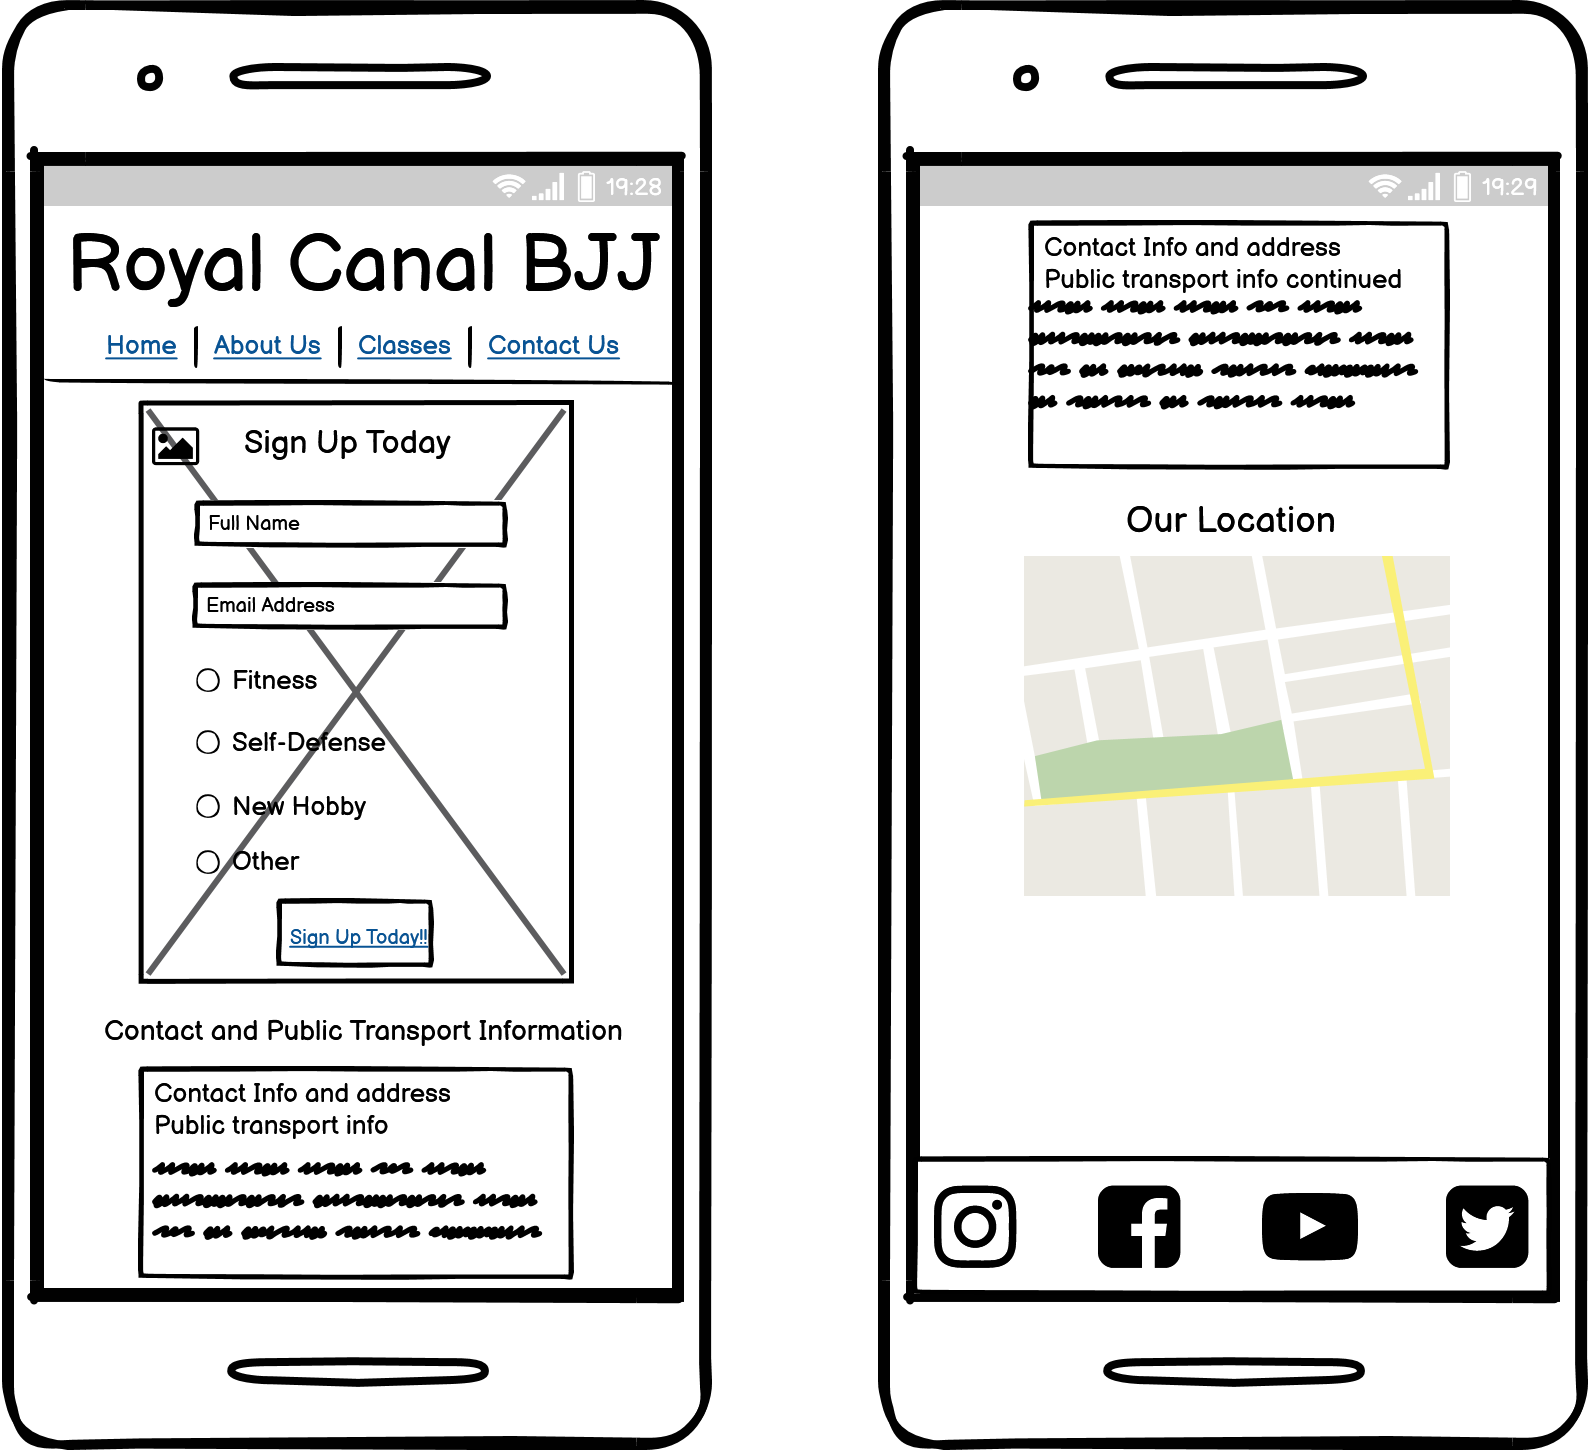 19:28
Royal Canal BJJ
Home About Us Classes Contact Us
Sign Up Today
Full Name
Email Address
Fitness
Self-Defense
New Hobby
Other
Sign Up Today!!
Contact and Public Transport Information
Contact Info and address
Public transport info
19:29
Contact Info and address
Public transport info continued
Our Location